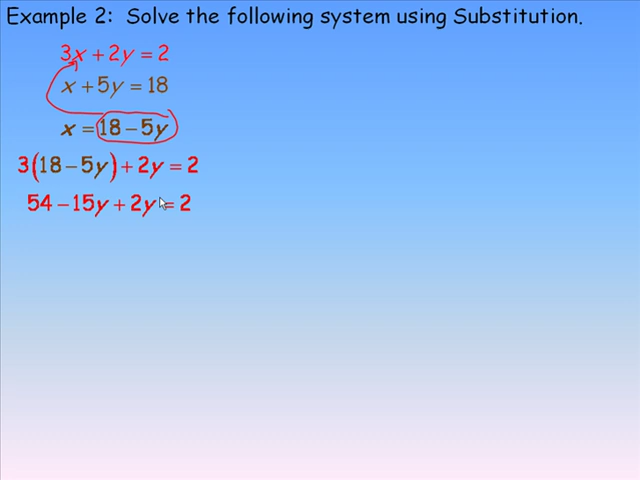 Example 2: Solve the following system using Substitution.
3x + 2y = 2
x + 5y = 18
x = 18 − 5y
3(18 − 5y) + 2y = 2
54 − 15y + 2y = 2